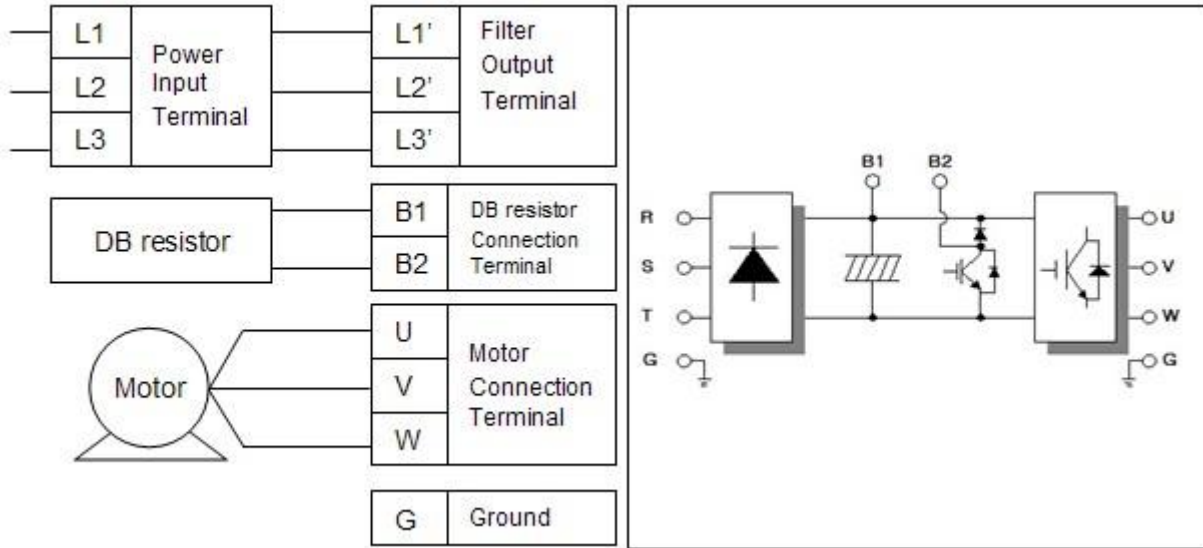 L1
L2
L3
Power
Input
Terminal
L1’
L2’
L3’
Filter
Output
Terminal
DB resistor
B1
B2
DB resistor
Connection
Terminal
Motor
U
V
W
Motor
Connection
Terminal
G
Ground
B1 B2
R
S
T
G
U
V
W
G